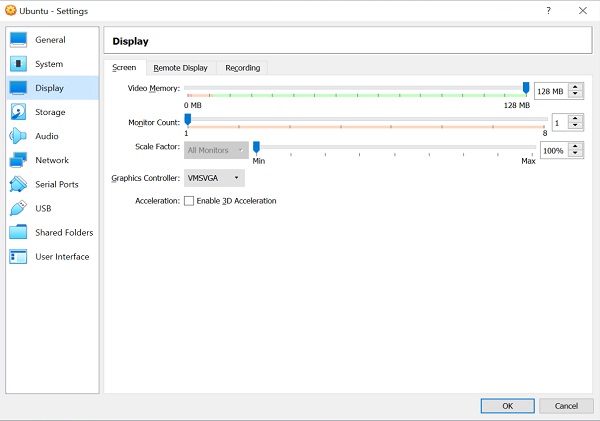 Ubuntu - Settings
?
General
System
Display
Storage
Audio
Network
Serial Ports
USB
Shared Folders
User Interface
Display
Screen
Remote Display
Recording
Video Memory:
128 MB
0 MB
128 MB
Monitor Count:
1
1
8
Scale Factor:
All Monitors
100%
Min
Max
Graphics Controller:
VMSVGA
Acceleration:
Enable 3D Acceleration
OK
Cancel